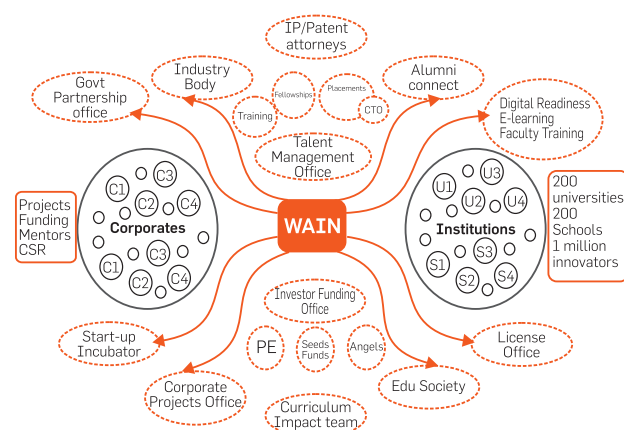 IP/Patent
attorneys
Industry
Body
Alumni
connect
Govt
Partnership
office
Fellowships
Placements
Training
CTO
Digital Readiness
E-learning
Faculty Training
Talent
Management
Office
C1
C3
C2
C4
Corporates
C1
C3
C2
C4
Projects
Funding
Mentors
CSR
WAIN
U1
U3
U2
U4
Institutions
S1
S3
S2
S4
200
universities
200
Schools
1 million
innovators
Investor Funding
Office
PE
Seeds
Funds
Angels
Start-up
Incubator
License
Office
Corporate
Projects Office
Edu Society
Curriculum
Impact team